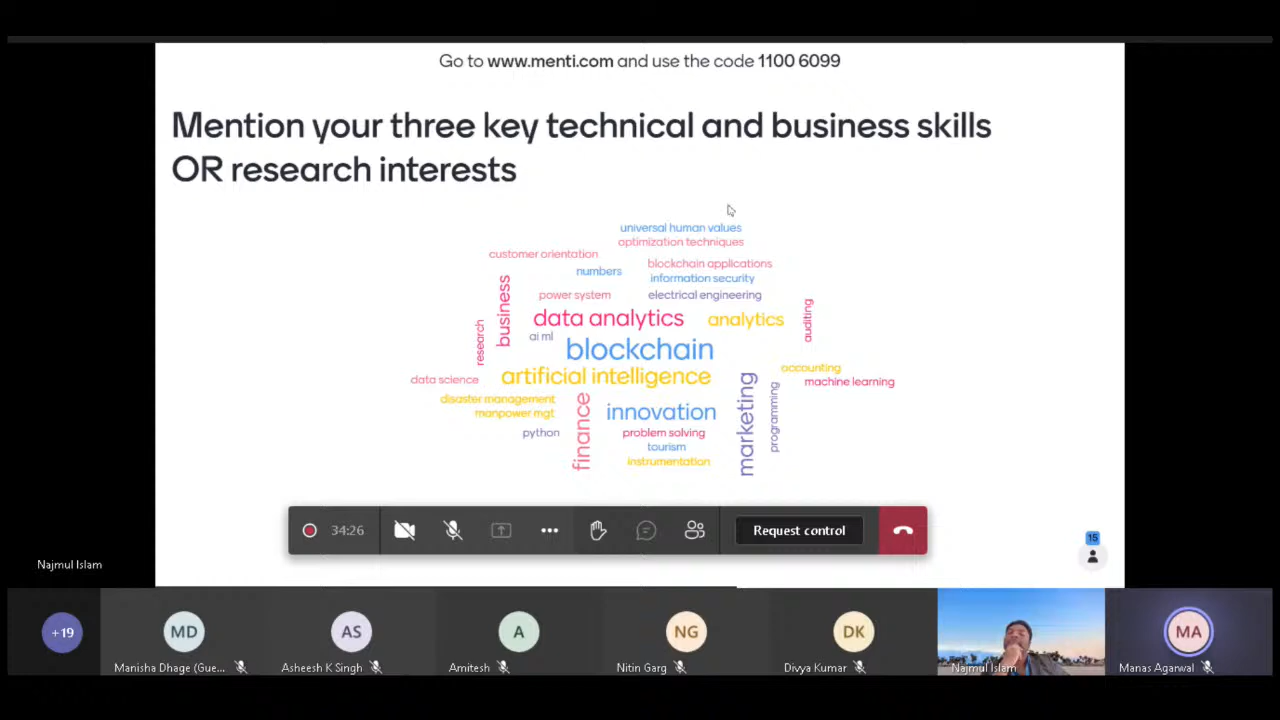 Go to www.menti.com and use the code 1100 6099
Mention your three key technical and business skills
OR research interests
universal human values
optimization techniques
customer orientation
blockchain applications
numbers
information security
power system
electrical engineering
business
data analytics
analytics
auditing
research
ai ml
blockchain
artificial intelligence
data science
accounting
machine learning
disaster management
manpower mgt
finance
innovation
marketing
programming
python
problem solving
tourism
instrumentation
34:26
Request control
15
Najmul Islam
+19
MD
AS
A
NG
DK
MA
Manisha Dhage (Gue...
Asheesh K Singh
Amitesh
Nitin Garg
Divya Kumar
Najmul Islam
Manas Agarwal